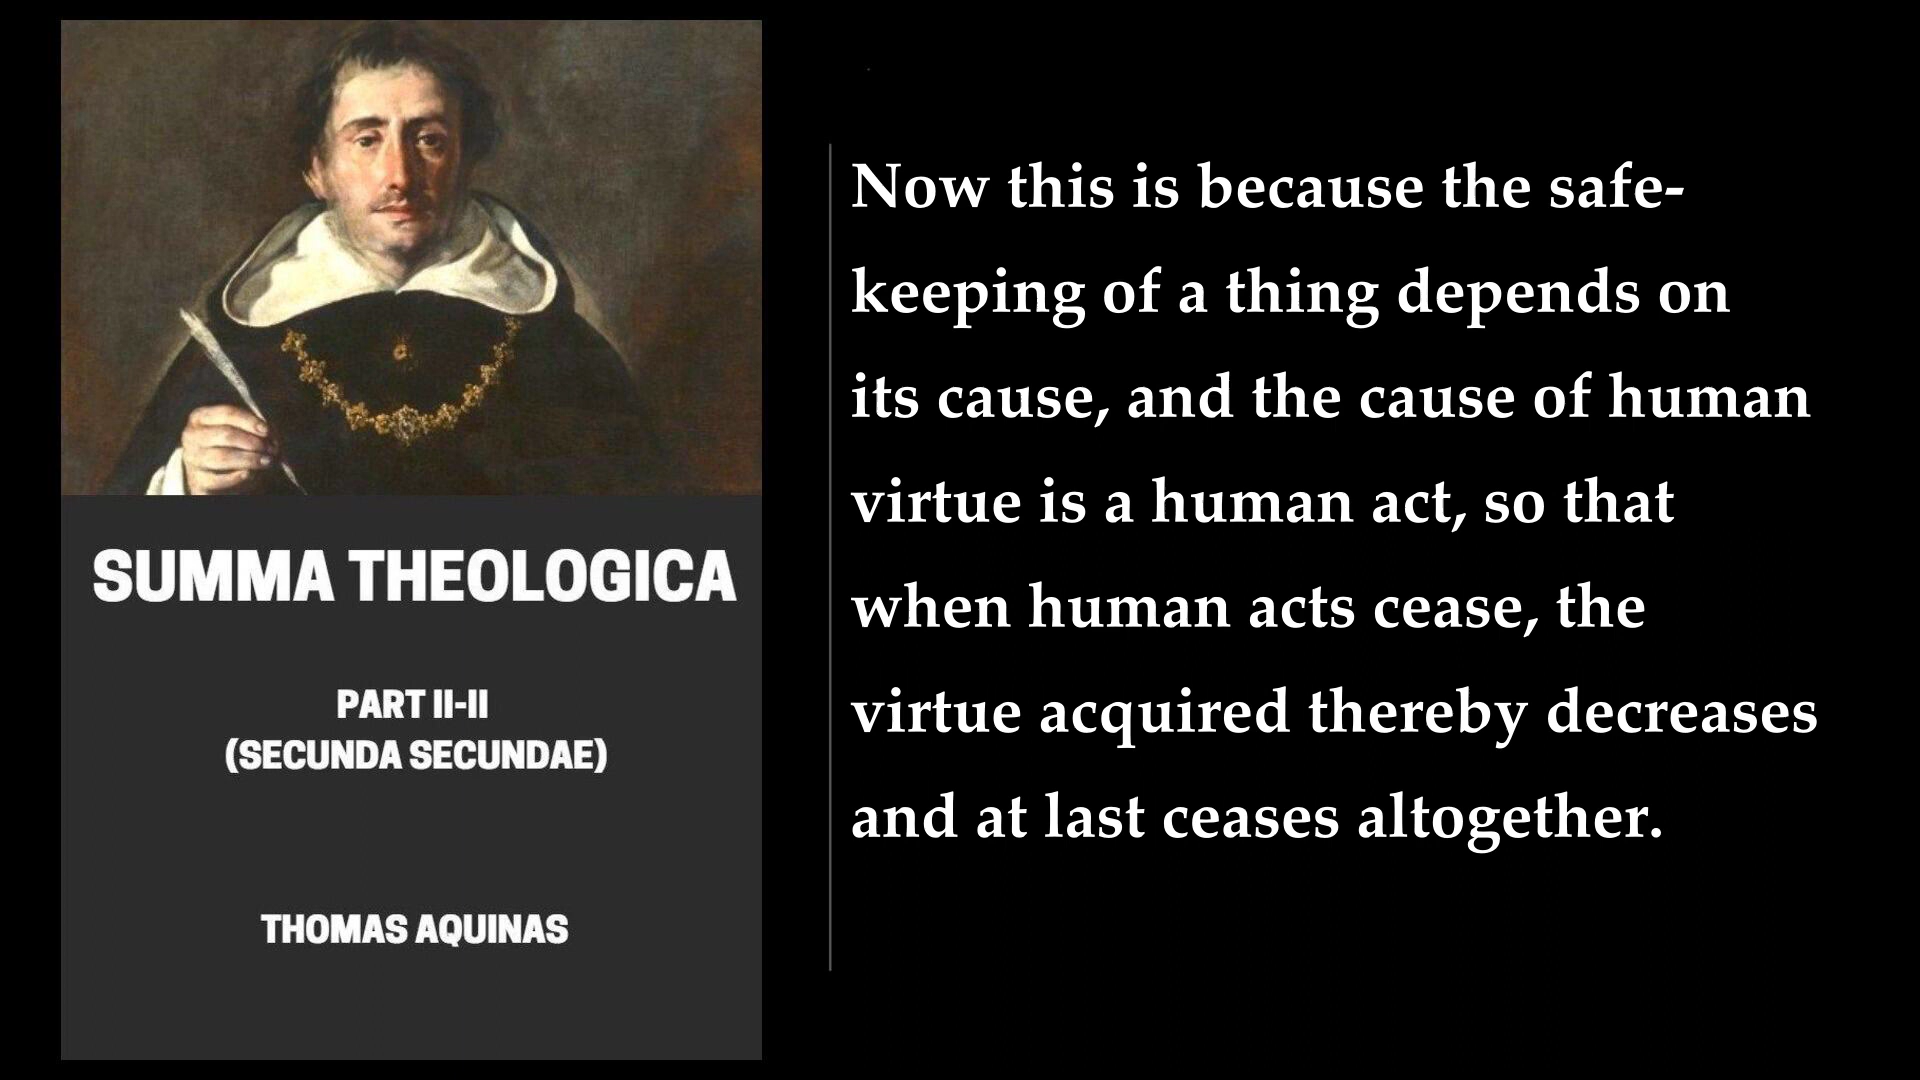 SUMMA THEOLOGICA
PART II-II
(SECUNDA SECUNDAE)
THOMAS AQUINAS
Now this is because the safe-
keeping of a thing depends on
its cause, and the cause of human
virtue is a human act, so that
when human acts cease, the
virtue acquired thereby decreases
and at last ceases altogether.